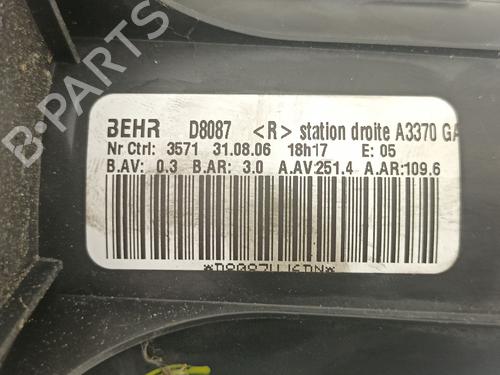 BEHR D8087 <R> station droite A3370 GA
Nr Ctrl: 3571 31.08.06 18h17 E: 05
B.AV: 0.3 B.AR: 3.0 A.AV:251.4 A.AR:109.6
B-PARTS